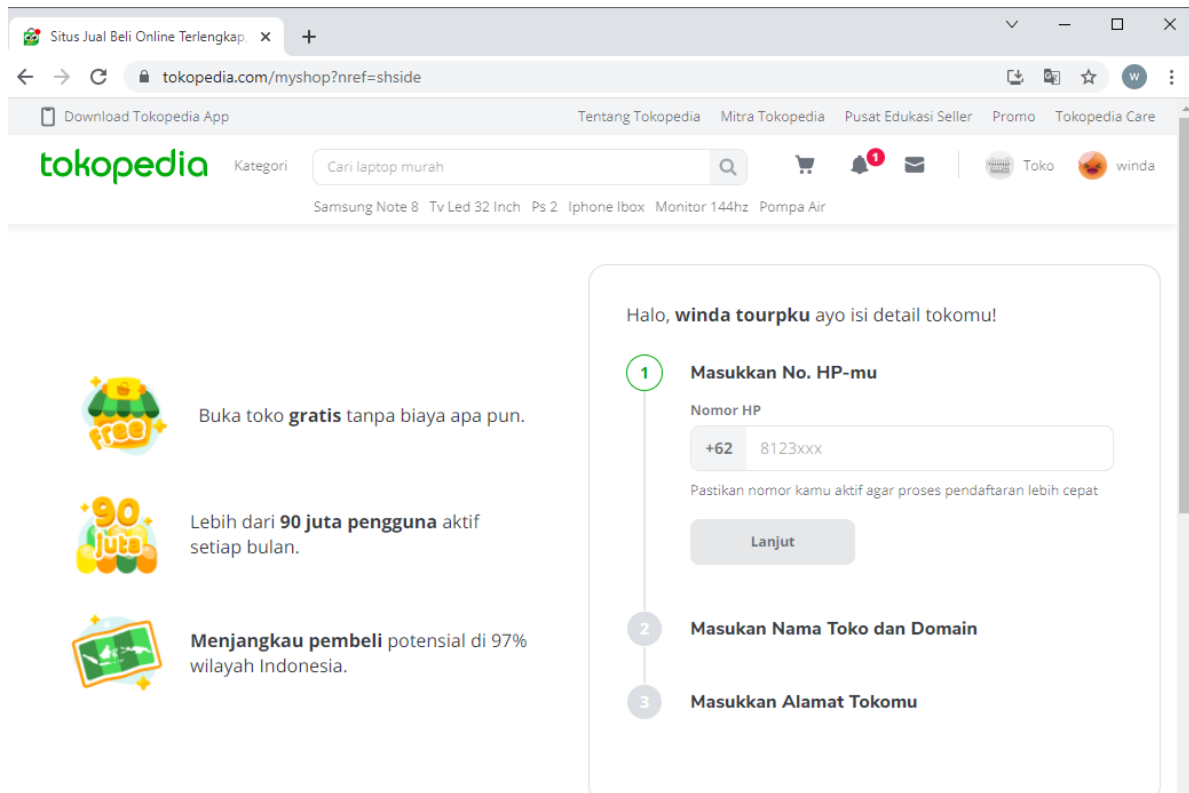 Situs Jual Beli Online Terlengkap,
tokopedia.com/myshop?nref=shside
W
Download Tokopedia App
Tentang Tokopedia Mitra Tokopedia Pusat Edukasi Seller Promo Tokopedia Care
tokopedia Kategori Cari laptop murah 1 Toko winda
Samsung Note 8 Tv Led 32 Inch Ps 2 Iphone Ibox Monitor 144hz Pompa Air
Free
Buka toko gratis tanpa biaya apa pun.
90 Juta
Lebih dari 90 juta pengguna aktif
setiap bulan.
Menjangkau pembeli potensial di 97%
wilayah Indonesia.
Halo, winda tourpku ayo isi detail tokomu!
1 Masukkan No. HP-mu
Nomor HP
+62 8123xxx
Pastikan nomor kamu aktif agar proses pendaftaran lebih cepat
Lanjut
2 Masukan Nama Toko dan Domain
3 Masukkan Alamat Tokomu